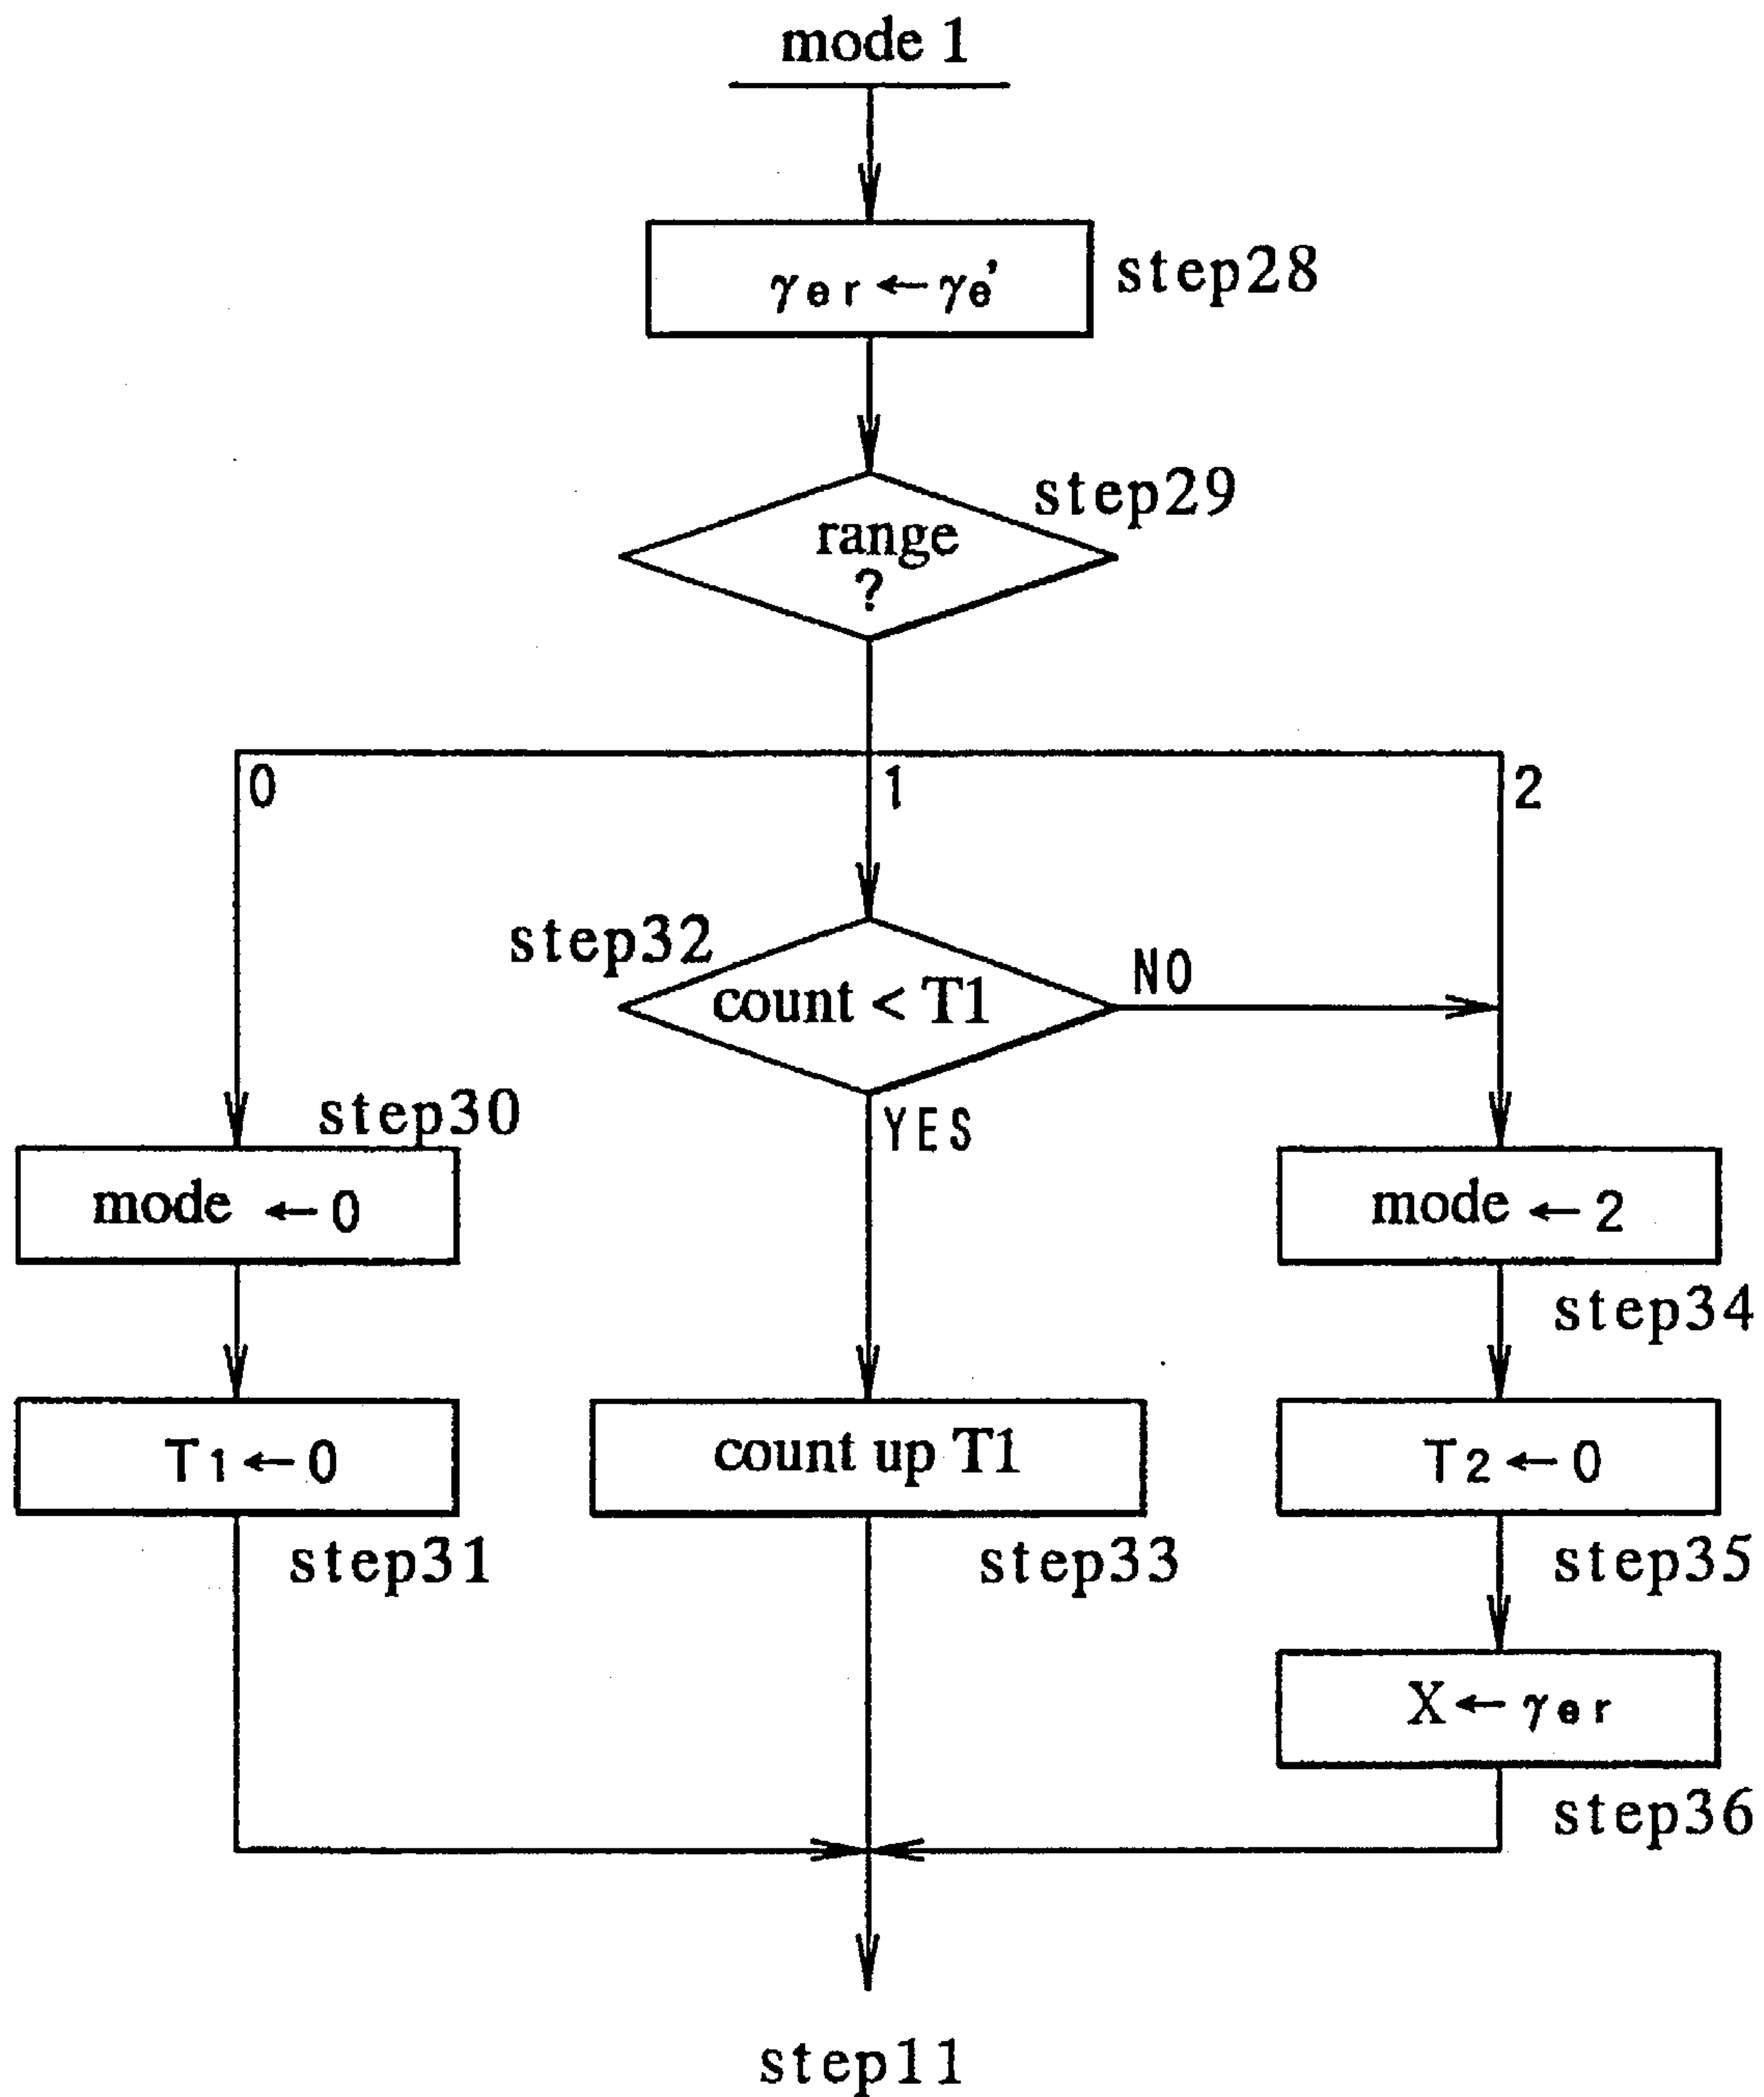 mode 1
γer←γe'
step28
step29
range
?
0
1
2
step32
count < T1
NO
YES
step30
mode ←0
mode ←2
step34
T1←0
count up T1
T2←0
step31
step33
step35
X←γer
step36
step11